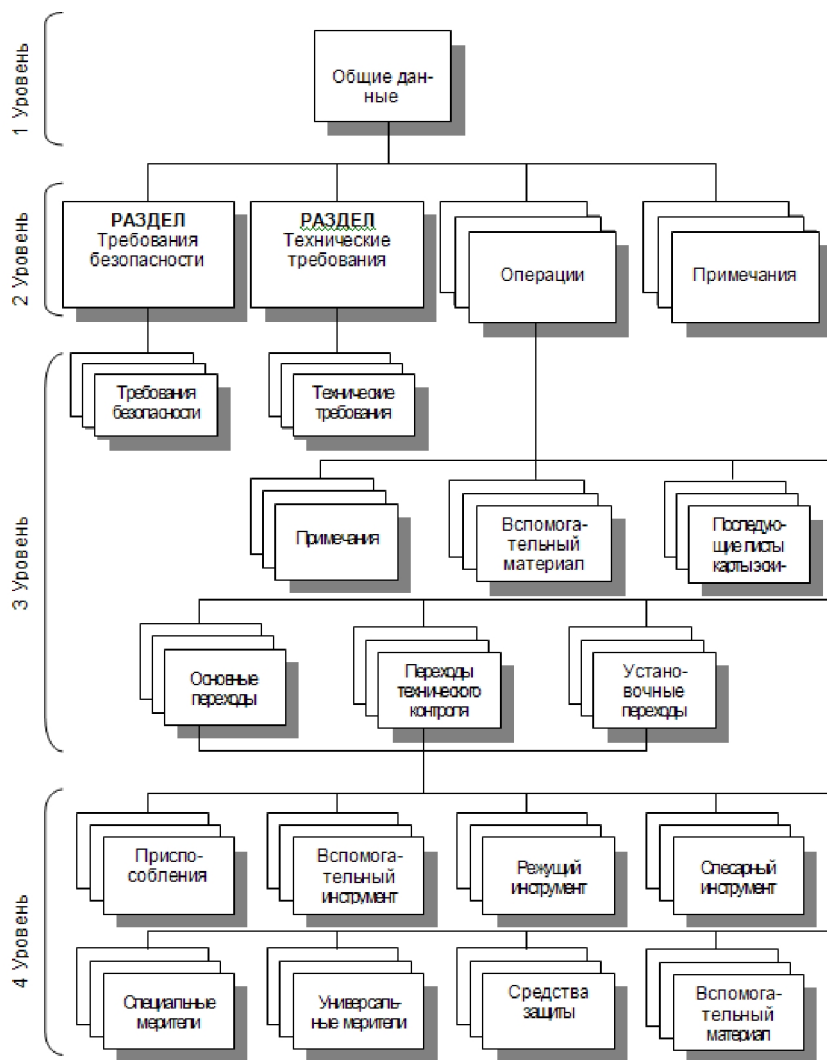 1 Уровень
Общие дан-
ные
2 Уровень
РАЗДЕЛ
Требования
безопасности
РАЗДЕЛ
Технические
требования
Операции
Примечания
3 Уровень
Требования
безопасности
Технические
требования
Примечания
Вспомога-
тельный
материал
Последую-
щие листы
карты эски-
Основные
переходы
Переходы
технического
контроля
Устано-
вочные
переходы
4 Уровень
Приспо-
собления
Вспомога-
тельный
инструмент
Режущий
инструмент
Слесарный
инструмент
Специальные
мерители
Универсаль-
ные мерители
Средства
защиты
Вспомога-
тельный
материал